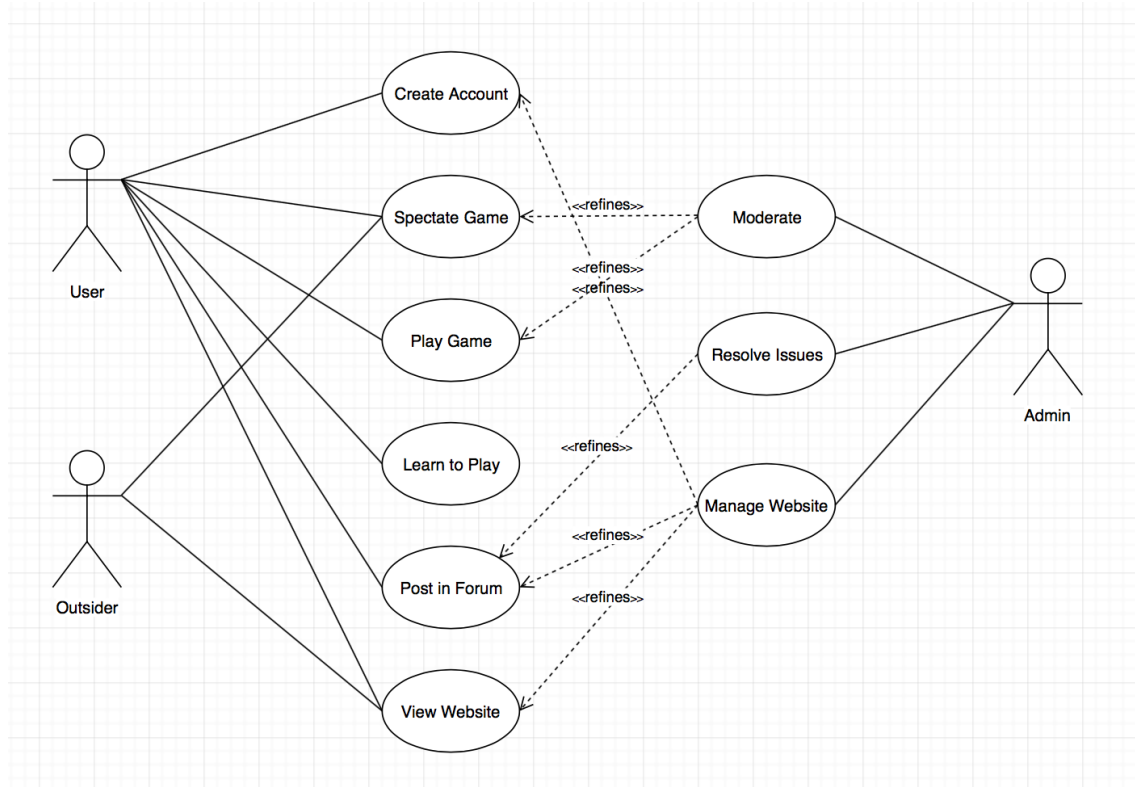 Create Account
Spectate Game
<<refines>>
Moderate
User
<<refines>>
<<refines>>
Play Game
Resolve Issues
Admin
<<refines>>
Learn to Play
Manage Website
<<refines>>
Post in Forum
<<refines>>
Outsider
View Website